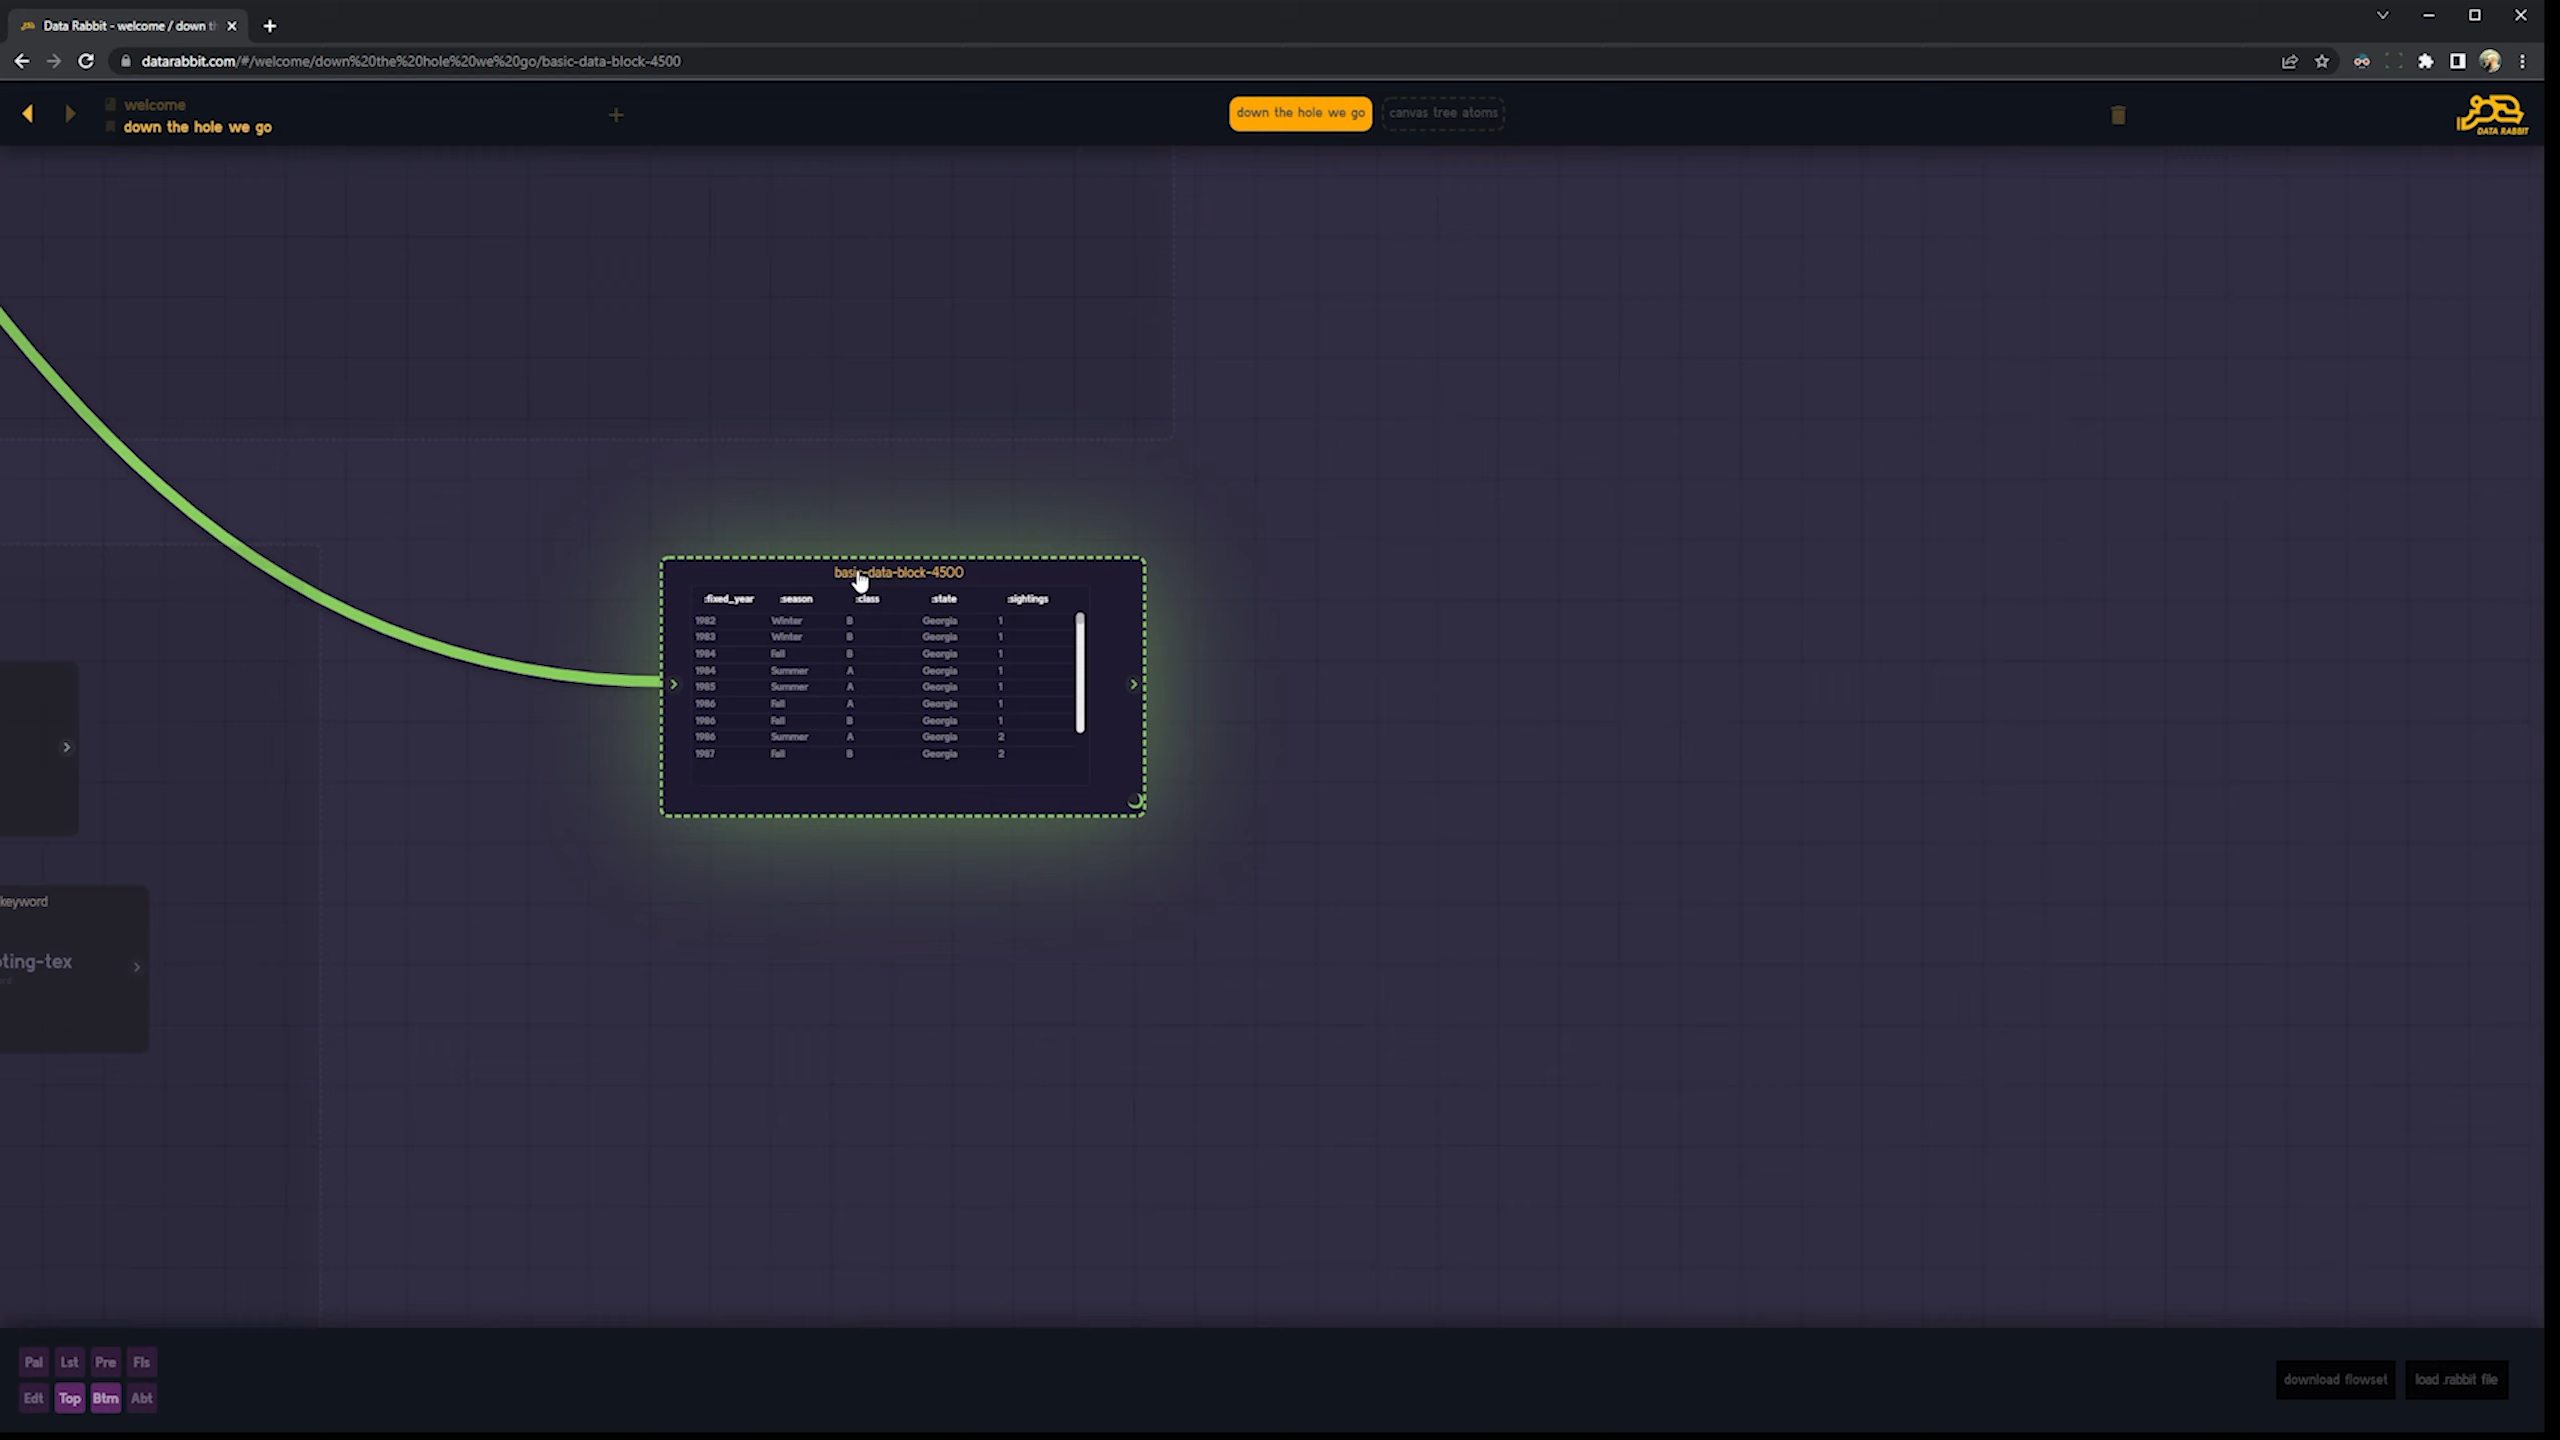 Data Rabbit - welcome / down t
datarabbit.com/#/welcome/down%20the%20hole%20we%20go/basic-data-block-4500
welcome
down the hole we go
down the hole we go
canvas tree atoms
DATA RABBIT
basic-data-block-4500
:fixed_year :season :class :state :sightings
1982 Winter B Georgia 1
1983 Winter B Georgia 1
1984 Fall B Georgia 1
1984 Summer A Georgia 1
1985 Summer A Georgia 1
1986 Fall A Georgia 1
1986 Fall B Georgia 1
1986 Summer A Georgia 2
1987 Fall B Georgia 2
keyword
ting-tex
Pal Lst Pre Fls
Edt Top Btm Abt
download flowset
load .rabbit file